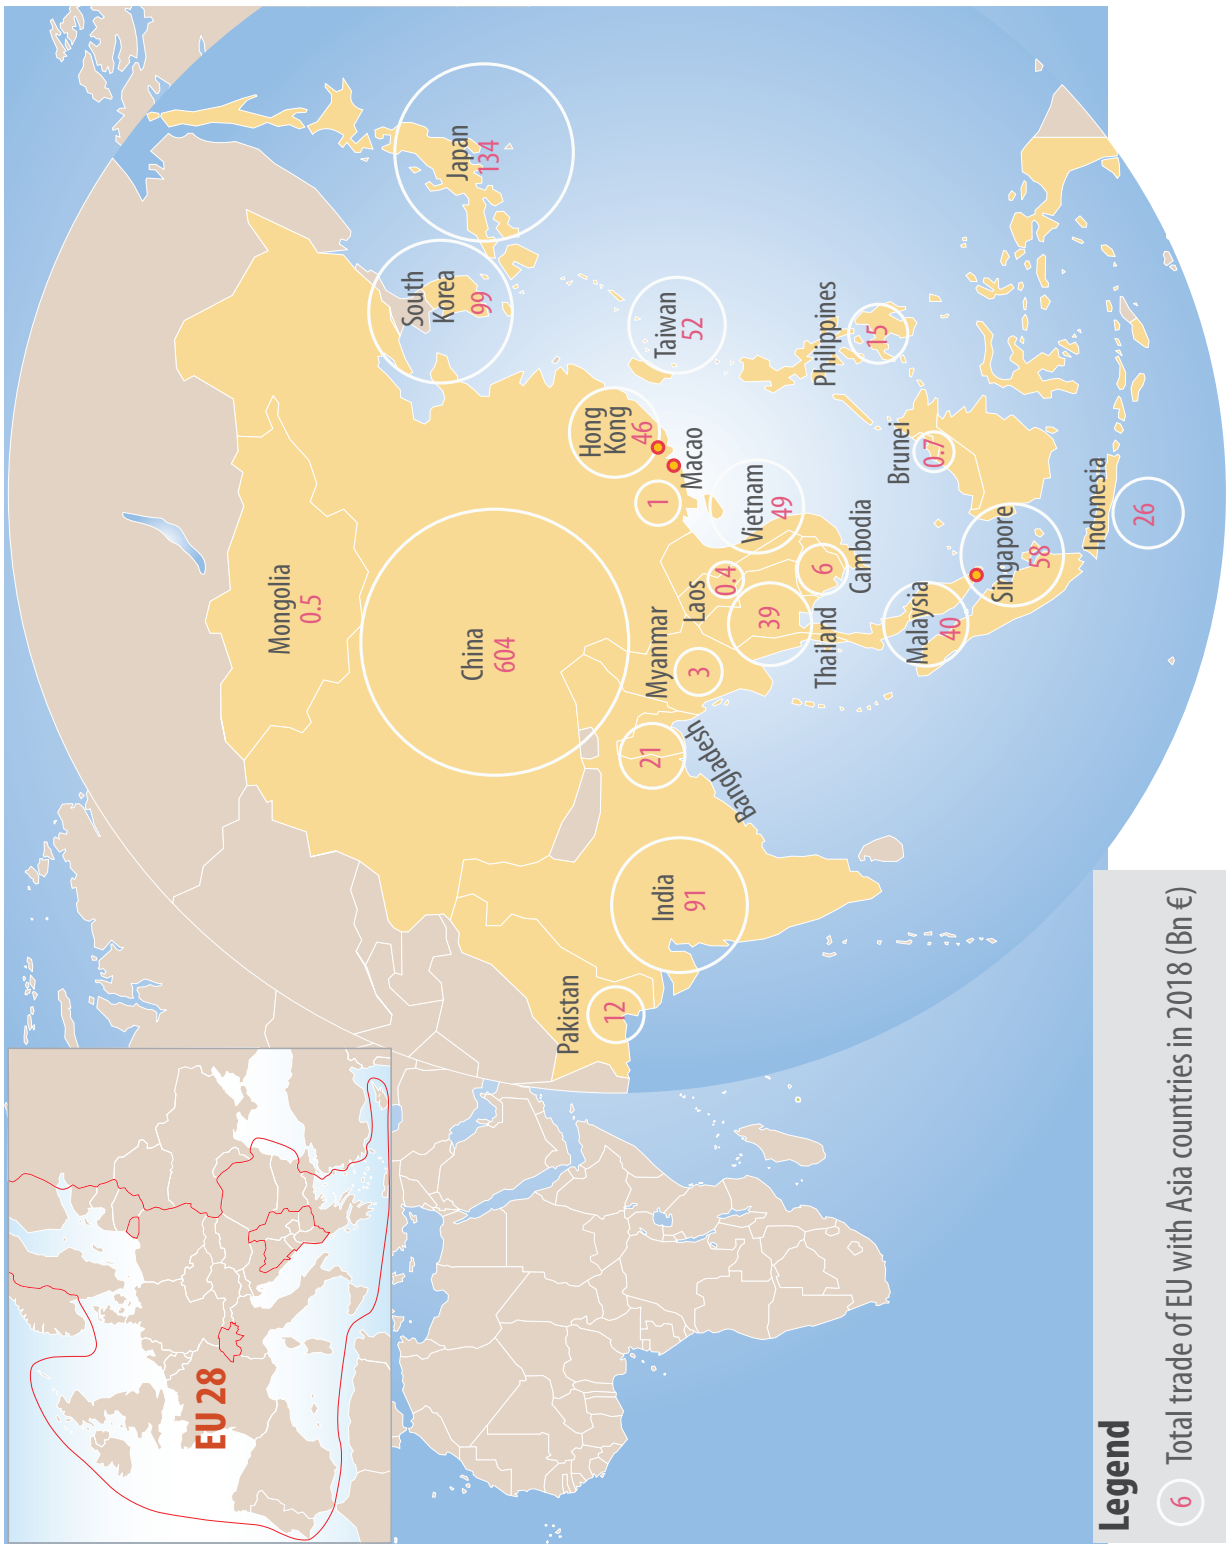 EU 28
Mongolia
0.5
China
604
South
Korea
99
Japan
134
Pakistan
12
India
91
21
Bangladesh
Myanmar
3
Laos
0.4
39
Thailand
6
Cambodia
Vietnam
49
1
Macao
Hong
Kong
46
Taiwan
52
Philippines
15
Brunei
0.7
Malaysia
40
Singapore
58
Indonesia
26
Legend
6 Total trade of EU with Asia countries in 2018 (Bn €)